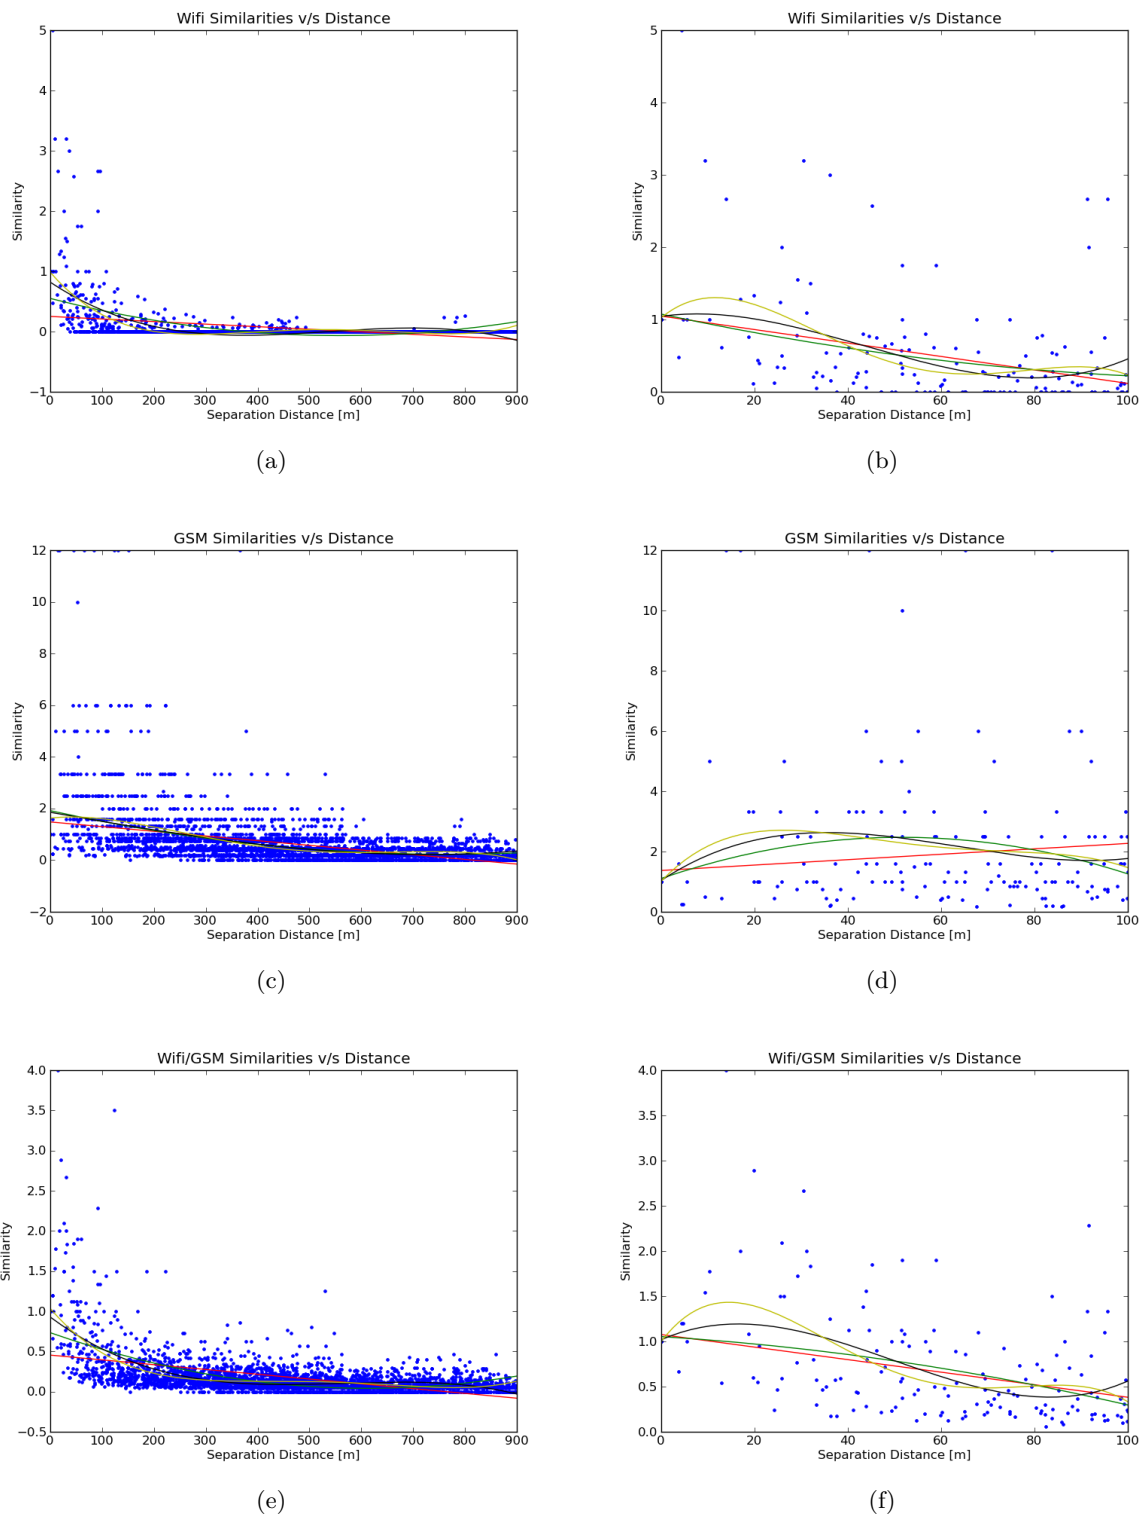 Wifi Similarities v/s Distance
5
4
3
2
1
0
−1
Similarity
0 100 200 300 400 500 600 700 800 900
Separation Distance [m]
(a)
Wifi Similarities v/s Distance
5
4
3
2
1
0
Similarity
0 20 40 60 80 100
Separation Distance [m]
(b)
GSM Similarities v/s Distance
12
10
8
6
4
2
0
−2
Similarity
0 100 200 300 400 500 600 700 800 900
Separation Distance [m]
(c)
GSM Similarities v/s Distance
12
10
8
6
4
2
0
Similarity
0 20 40 60 80 100
Separation Distance [m]
(d)
Wifi/GSM Similarities v/s Distance
4.0
3.5
3.0
2.5
2.0
1.5
1.0
0.5
0.0
−0.5
Similarity
0 100 200 300 400 500 600 700 800 900
Separation Distance [m]
(e)
Wifi/GSM Similarities v/s Distance
4.0
3.5
3.0
2.5
2.0
1.5
1.0
0.5
0.0
Similarity
0 20 40 60 80 100
Separation Distance [m]
(f)